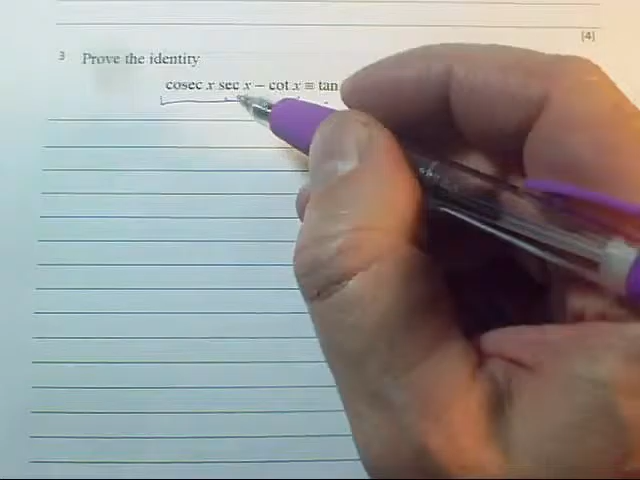 [4]
3 Prove the identity
cosec x sec x − cot x ≡ tan